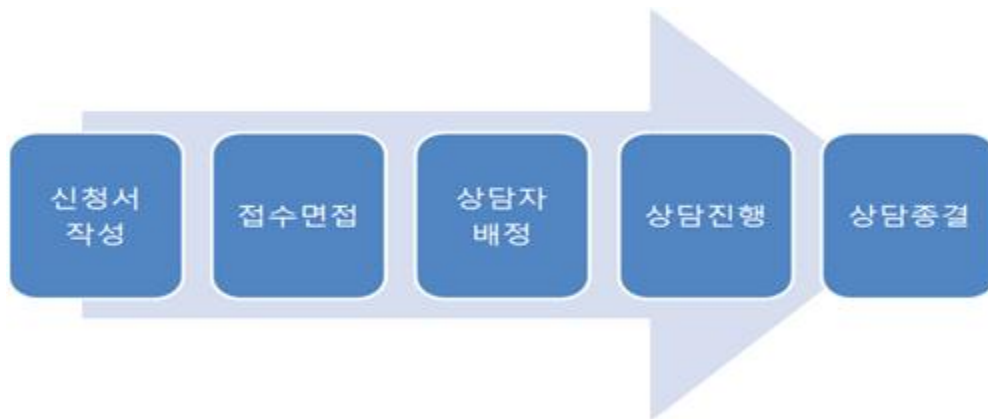 신청서
작성
접수면접
상담자
배정
상담진행
상담종결